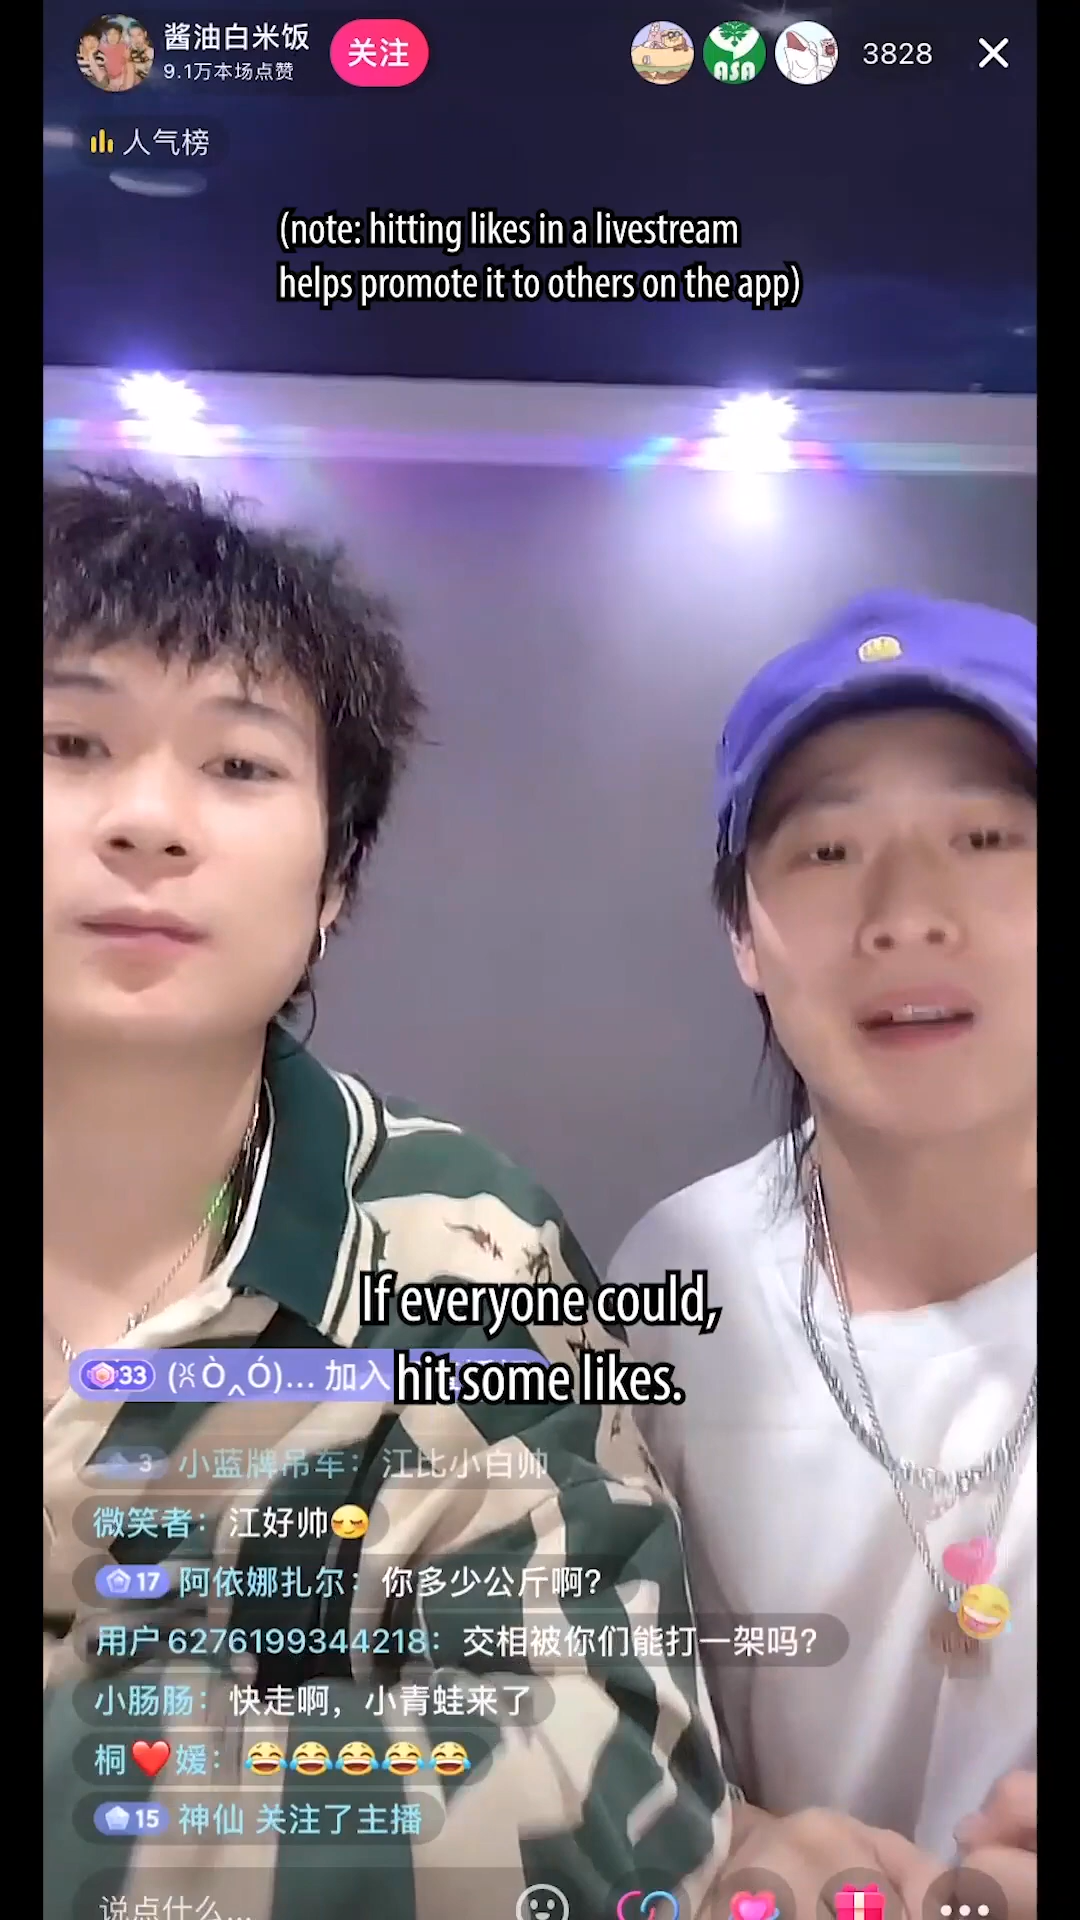 酱油白米饭
9.1万本场点赞
关注
ASA
3828
人气榜
(note: hitting likes in a livestream
helps promote it to others on the app)
If everyone could,
hit some likes.
33 (ꐦÒ‸Ó)... 加入
3 小蓝牌吊车：江比小白帅
微笑者：江好帅😌
17 阿依娜扎尔：你多少公斤啊？
用户6276199344218：交相被你们能打一架吗？
小肠肠：快走啊，小青蛙来了
桐❤️媛：😂😂😂😂😂
15 神仙 关注了主播
说点什么...